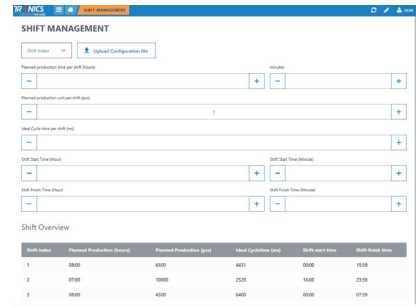 TRONICS
SHIFT-MANAGEMENT
SHIFT MANAGEMENT
Shift index
Upload Configuration file
Planned production time per shift (hours)
minutes
Planned production unit per shift (pcs)
1
Ideal Cycle time per shift (ms)
Shift Start Time (Hour)
Shift Start Time (Minute)
Shift Finish Time (Hour)
Shift Finish Time (Minute)
Shift Overview
Shift index Planned Production (hours) Planned Production (pcs) Ideal Cycletime (ms) Shift start time Shift finish time
1 08:00 6500 4431 00:00 15:59
2 07:00 10000 2520 16:00 23:59
3 08:00 4500 6400 00:00 07:59